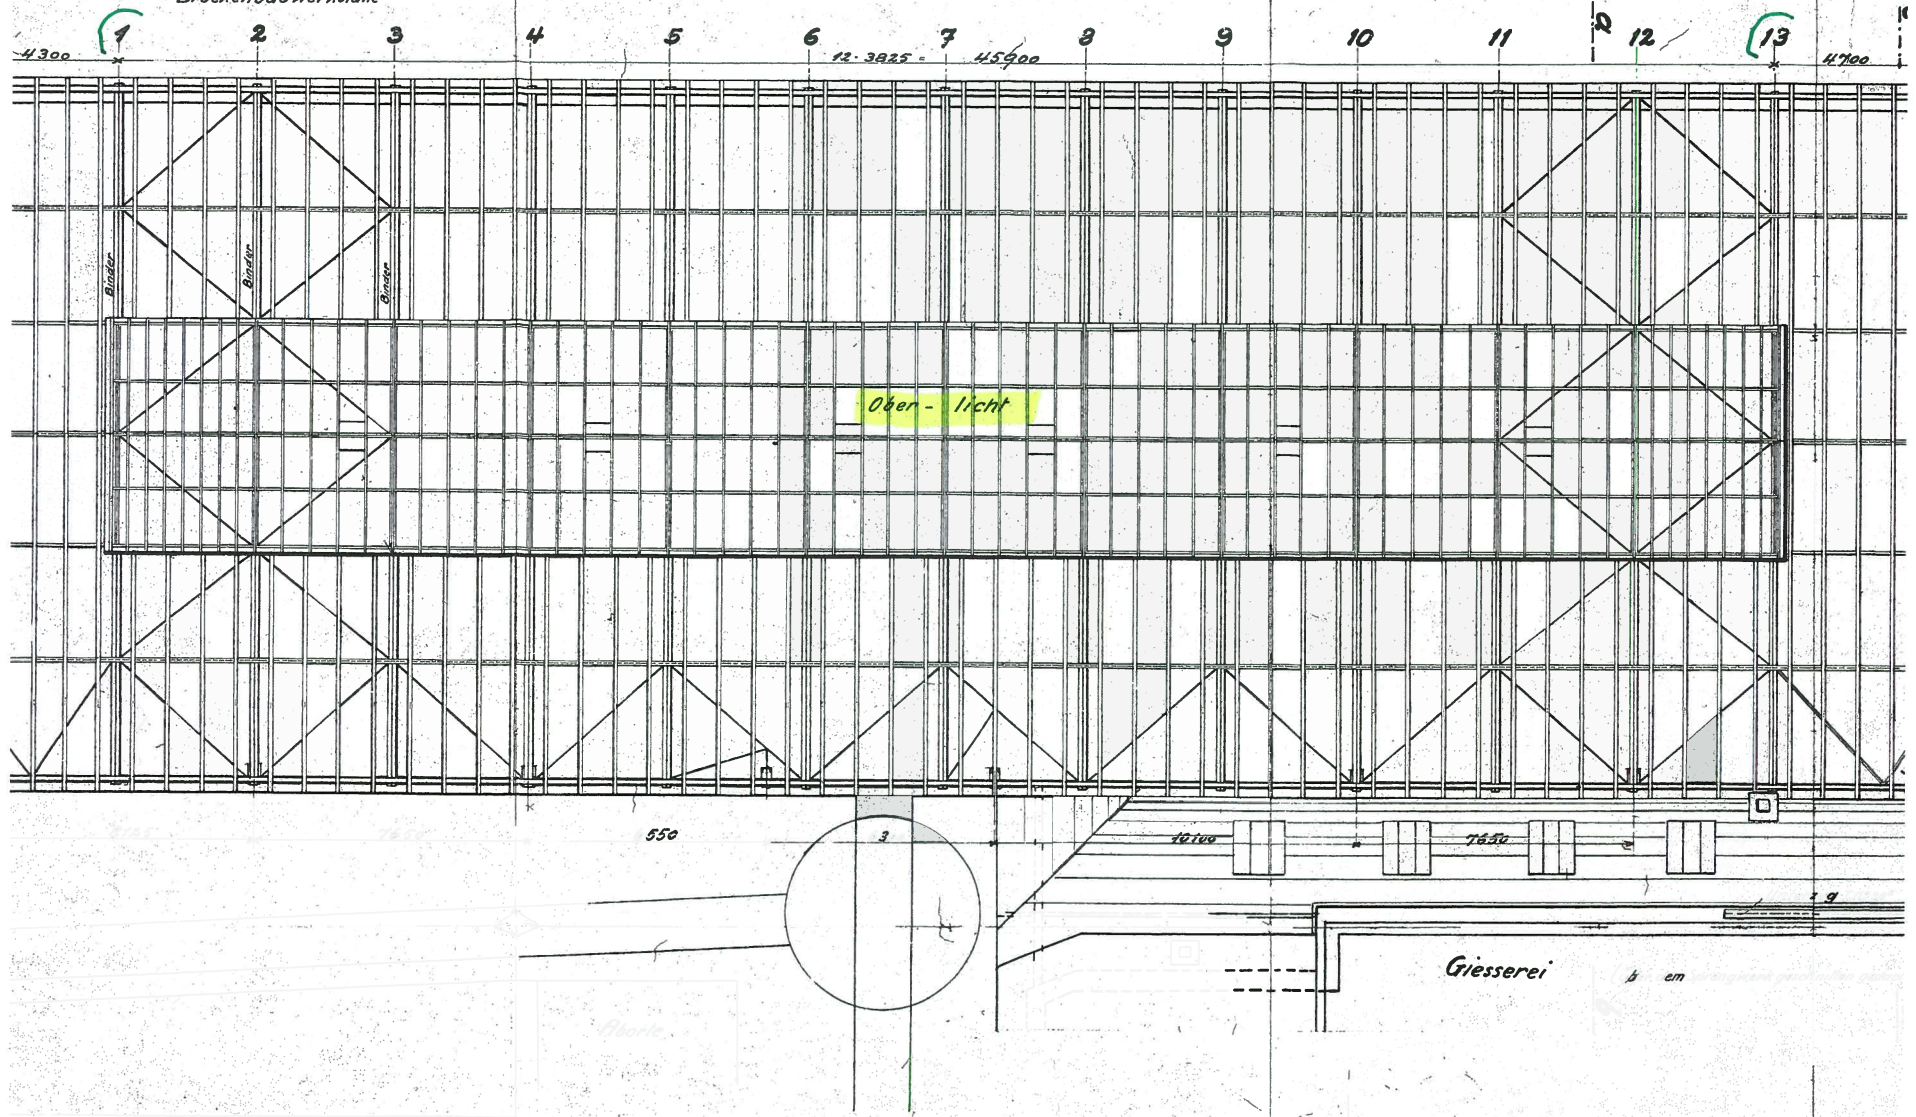 1 2 3 4 5 6 7 8 9 10 11 12 13
4300 12·3825 = 45900 4700
Binder Binder Binder
Ober-licht
550 3 10100 7650
g
Giesserei
em